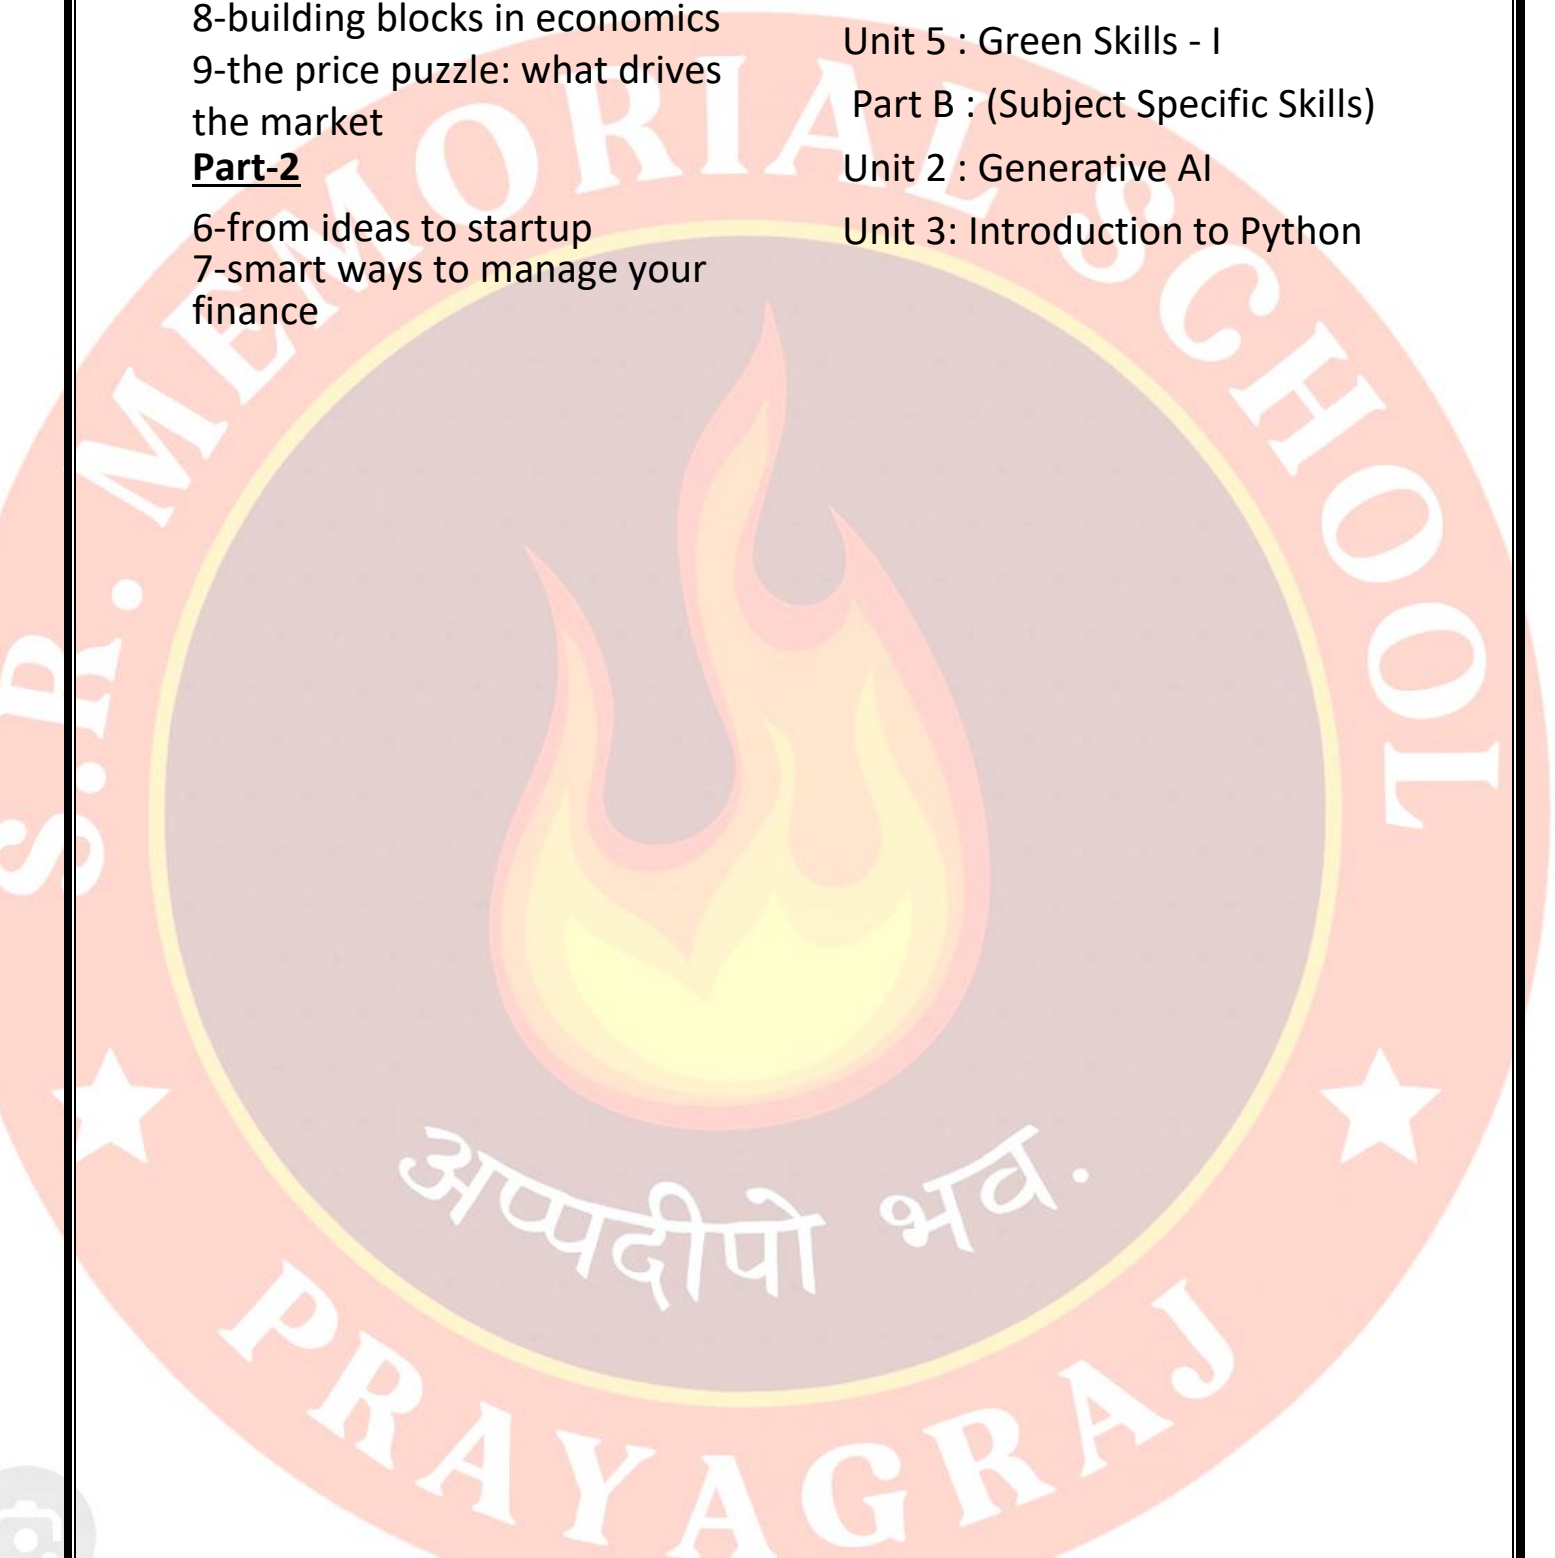 8-building blocks in economics
9-the price puzzle: what drives
the market
Part-2
6-from ideas to startup
7-smart ways to manage your
finance
Unit 5 : Green Skills - I
Part B : (Subject Specific Skills)
Unit 2 : Generative AI
Unit 3: Introduction to Python
S.R. MEMORIAL SCHOOL
अप्पदीपो भव.
PRAYAGRAJ